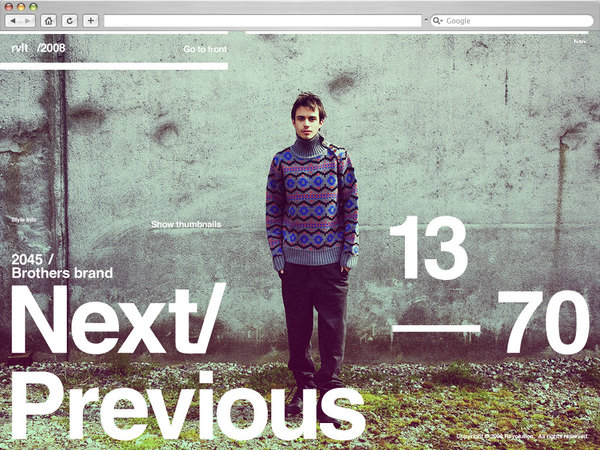 Google
rvlt /2008
Go to front
Style info
Show thumbnails
2045 /
Brothers brand
Next/
Previous
13
— 70
Copyright © 2008 Revolution. All rights reserved.